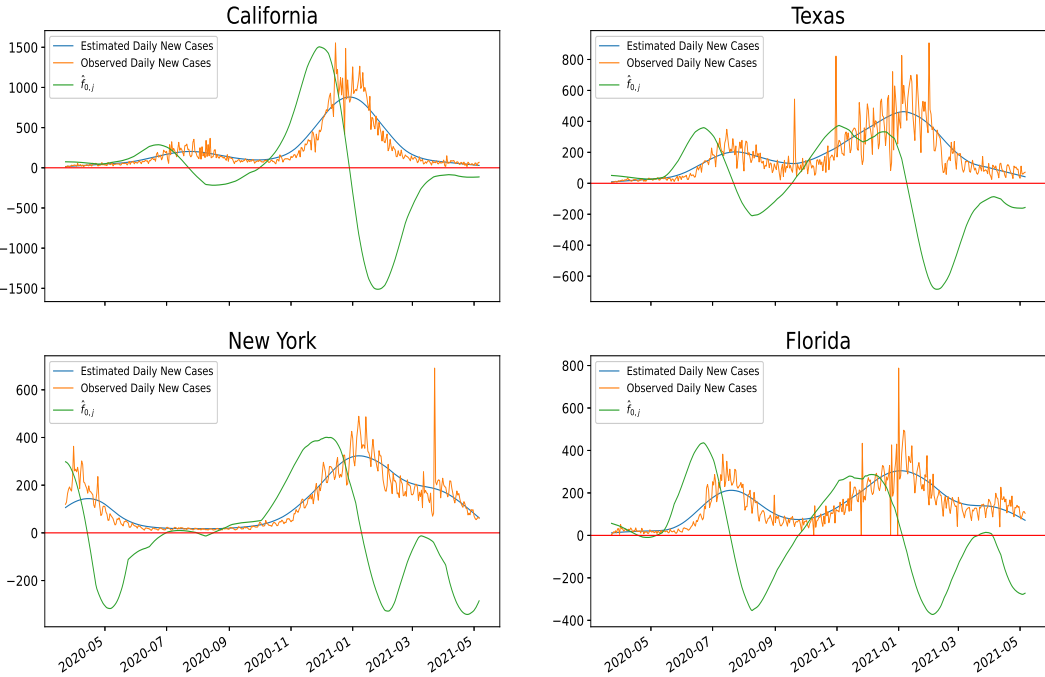 California
1500
1000
500
0
−500
−1000
−1500
Estimated Daily New Cases
Observed Daily New Cases
f̂0,j
Texas
800
600
400
200
0
−200
−400
−600
Estimated Daily New Cases
Observed Daily New Cases
f̂0,j
New York
600
400
200
0
−200
Estimated Daily New Cases
Observed Daily New Cases
f̂0,j
2020-05
2020-07
2020-09
2020-11
2021-01
2021-03
2021-05
Florida
800
600
400
200
0
−200
−400
Estimated Daily New Cases
Observed Daily New Cases
f̂0,j
2020-05
2020-07
2020-09
2020-11
2021-01
2021-03
2021-05